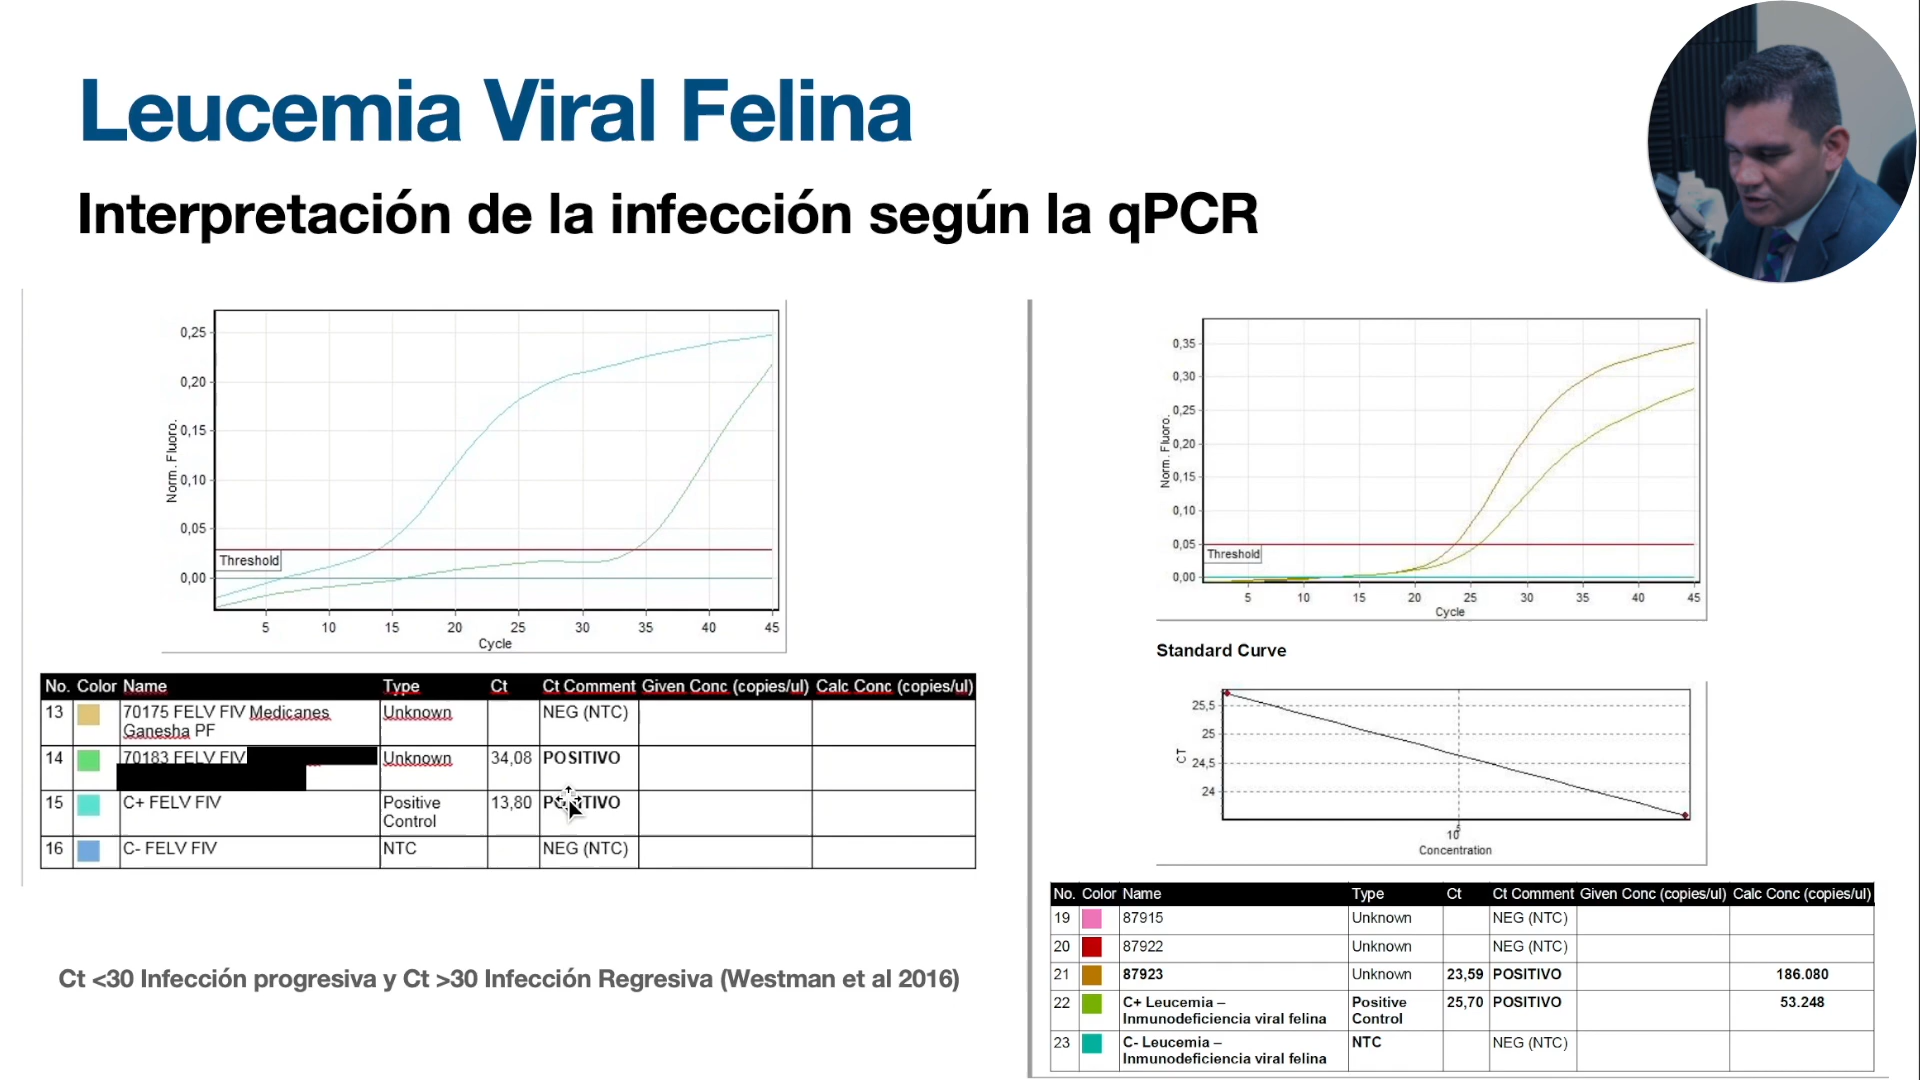 Leucemia Viral Felina
Interpretación de la infección según la qPCR
0,25
0,20
0,15
0,10
0,05
0,00
Norm. Fluoro.
Threshold
5 10 15 20 25 30 35 40 45
Cycle
No. Color Name Type Ct Ct Comment Given Conc (copies/ul) Calc Conc (copies/ul)
13 70175 FELV FIV Medicanes Unknown NEG (NTC)
Ganesha PF
14 70183 FELV FIV Unknown 34,08 POSITIVO
15 C+ FELV FIV Positive 13,80 POSITIVO
Control
16 C- FELV FIV NTC NEG (NTC)
Ct <30 Infección progresiva y Ct >30 Infección Regresiva (Westman et al 2016)
0,35
0,30
0,25
0,20
0,15
0,10
0,05
0,00
Norm. Fluoro.
Threshold
5 10 15 20 25 30 35 40 45
Cycle
Standard Curve
25,5
25
24,5
24
CT
10^5
Concentration
No. Color Name Type Ct Ct Comment Given Conc (copies/ul) Calc Conc (copies/ul)
19 87915 Unknown NEG (NTC)
20 87922 Unknown NEG (NTC)
21 87923 Unknown 23,59 POSITIVO 186.080
22 C+ Leucemia – Positive 25,70 POSITIVO 53.248
Inmunodeficiencia viral felina Control
23 C- Leucemia – NTC NEG (NTC)
Inmunodeficiencia viral felina